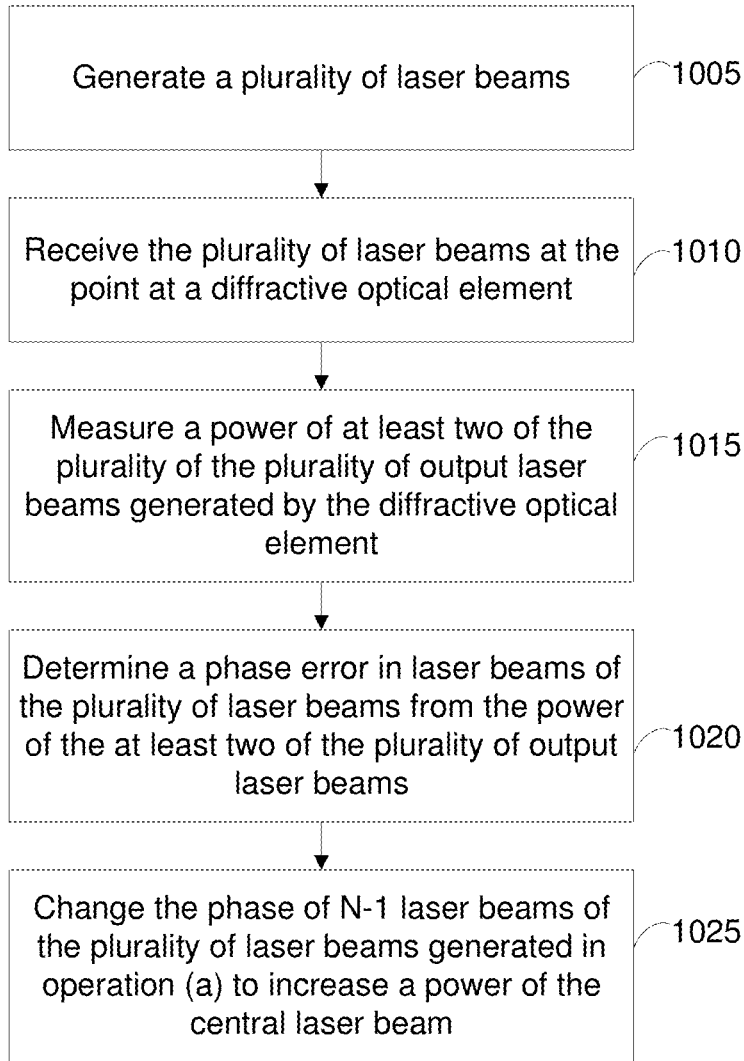 Generate a plurality of laser beams
1005
Receive the plurality of laser beams at the
point at a diffractive optical element
1010
Measure a power of at least two of the
plurality of the plurality of output laser
beams generated by the diffractive optical
element
1015
Determine a phase error in laser beams of
the plurality of laser beams from the power
of the at least two of the plurality of output
laser beams
1020
Change the phase of N-1 laser beams of
the plurality of laser beams generated in
operation (a) to increase a power of the
central laser beam
1025